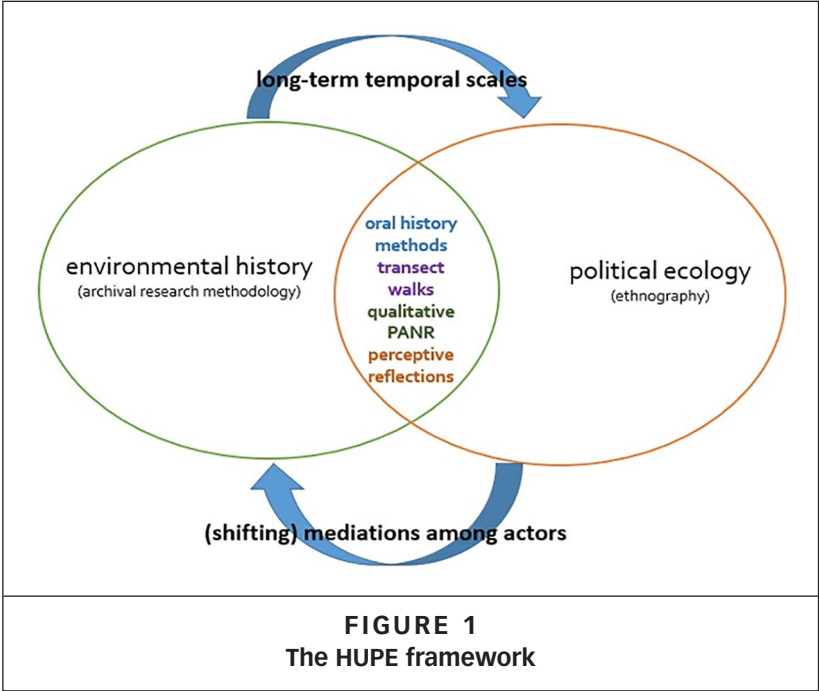 long-term temporal scales
environmental history
(archival research methodology)
oral history
methods
transect
walks
qualitative
PANR
perceptive
reflections
political ecology
(ethnography)
(shifting) mediations among actors
FIGURE 1
The HUPE framework